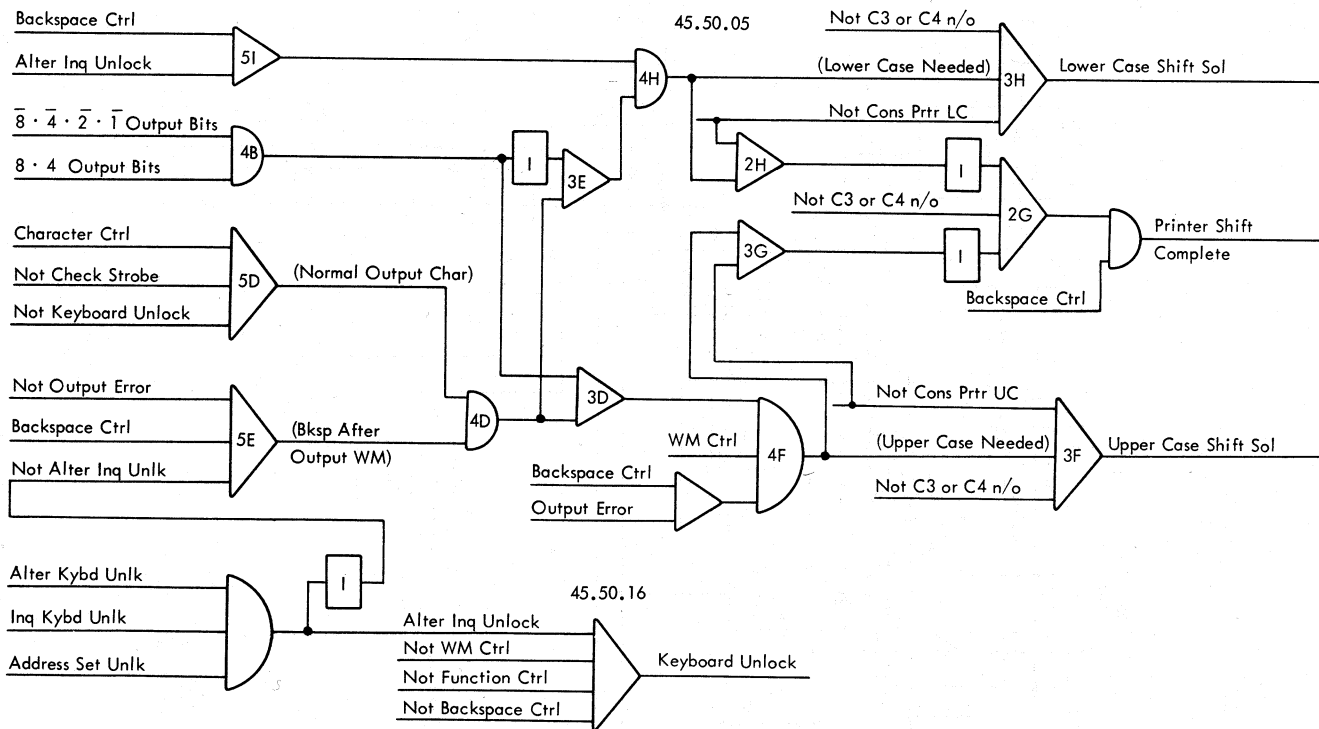 Backspace Ctrl
Alter Inq Unlock
5I
45.50.05
4H
Not C3 or C4 n/o
(Lower Case Needed)
3H
Lower Case Shift Sol
Not Cons Prtr LC
8̅ · 4̅ · 2̅ · 1̅ Output Bits
8 · 4 Output Bits
4B
I
3E
2H
I
Not C3 or C4 n/o
2G
3G
I
Printer Shift
Complete
Backspace Ctrl
Character Ctrl
Not Check Strobe
Not Keyboard Unlock
5D
(Normal Output Char)
Not Output Error
Backspace Ctrl
Not Alter Inq Unlk
5E
(Bksp After
Output WM)
4D
3D
WM Ctrl
Backspace Ctrl
Output Error
4F
Not Cons Prtr UC
(Upper Case Needed)
3F
Upper Case Shift Sol
Not C3 or C4 n/o
Alter Kybd Unlk
Inq Kybd Unlk
Address Set Unlk
I
45.50.16
Alter Inq Unlock
Not WM Ctrl
Not Function Ctrl
Not Backspace Ctrl
Keyboard Unlock